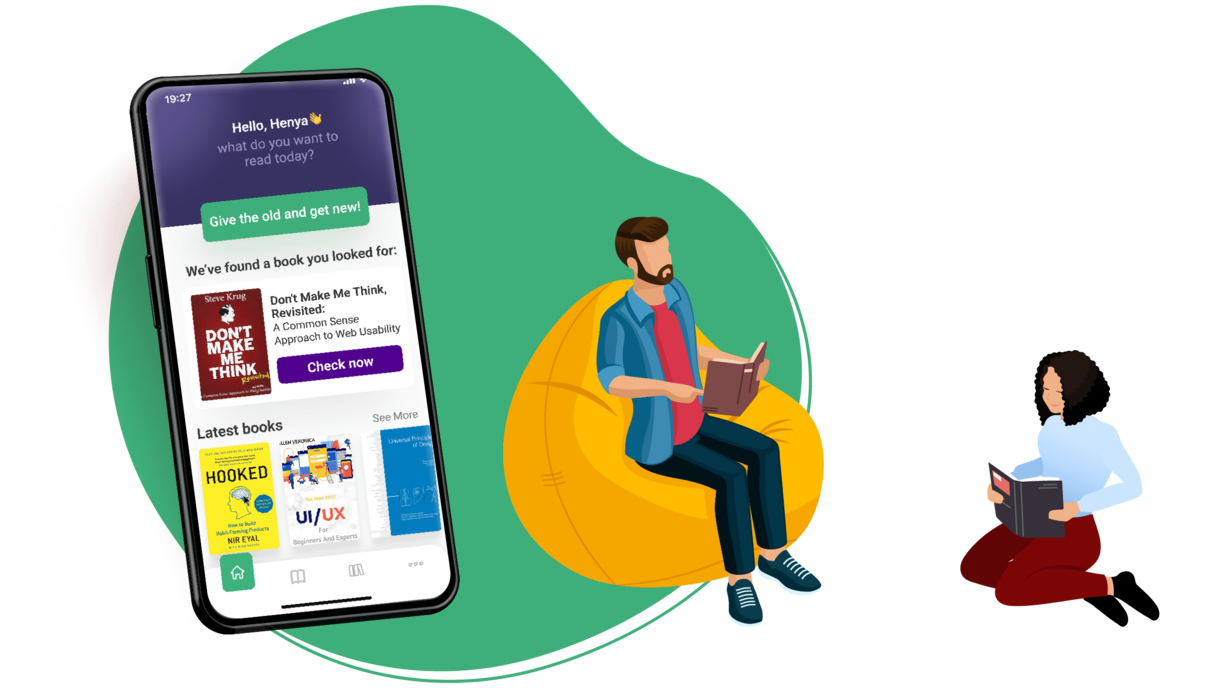 19:27
Hello, Henya👋
what do you want to
read today?
Give the old and get new!
We've found a book you looked for:
Steve Krug
DON'T
MAKE
ME
THINK
Revisited
Don't Make Me Think,
Revisited:
A Common Sense
Approach to Web Usability
Check now
Latest books
See More
HOOKED
How to Build
Habit-Forming Products
NIR EYAL
ALLEN VERONICA
UI/UX
For
Beginners And Experts
Universal Princip
of Desig